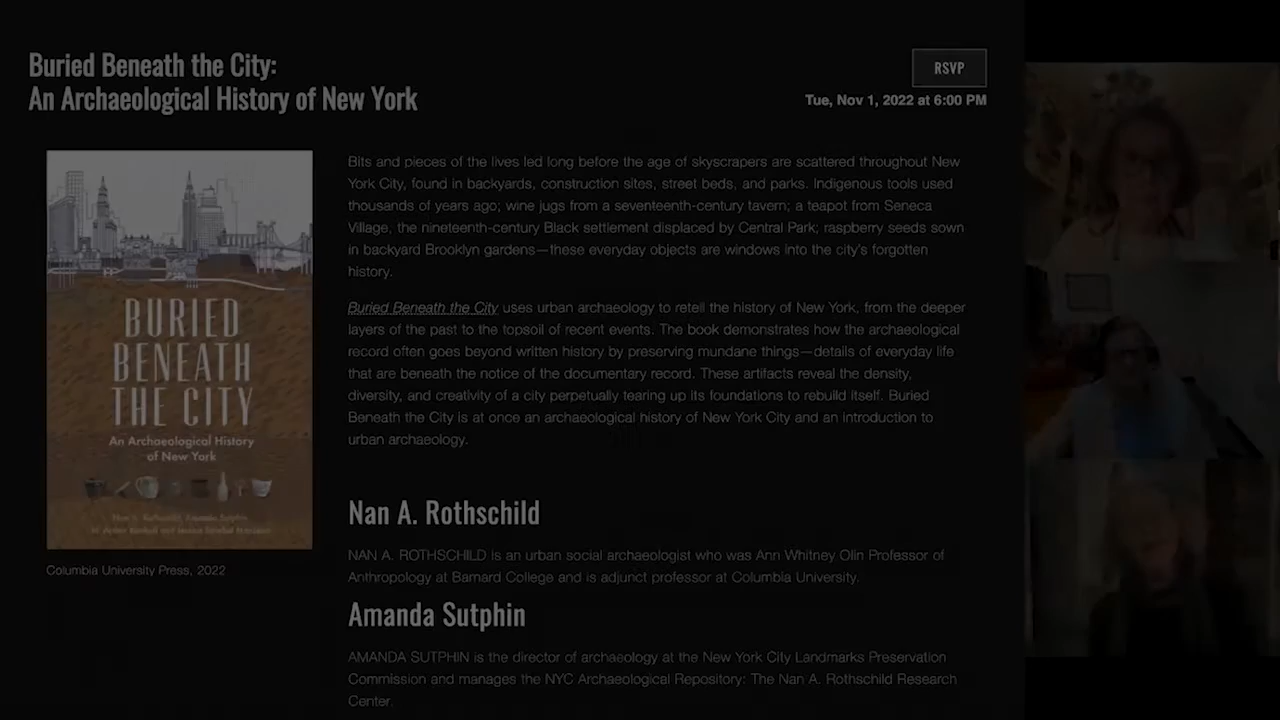 Buried Beneath the City:
An Archaeological History of New York
RSVP
Tue, Nov 1, 2022 at 6:00 PM
BURIED
BENEATH
THE CITY
An Archaeological History
of New York
Nan A. Rothschild, Amanda Sutphin
Columbia University Press, 2022
Bits and pieces of the lives led long before the age of skyscrapers are scattered throughout New
York City, found in backyards, construction sites, street beds, and parks. Indigenous tools used
thousands of years ago; wine jugs from a seventeenth-century tavern; a teapot from Seneca
Village, the nineteenth-century Black settlement displaced by Central Park; raspberry seeds sown
in backyard Brooklyn gardens—these everyday objects are windows into the city's forgotten
history.
Buried Beneath the City uses urban archaeology to retell the history of New York, from the deeper
layers of the past to the topsoil of recent events. The book demonstrates how the archaeological
record often goes beyond written history by preserving mundane things—details of everyday life
that are beneath the notice of the documentary record. These artifacts reveal the density,
diversity, and creativity of a city perpetually tearing up its foundations to rebuild itself. Buried
Beneath the City is at once an archaeological history of New York City and an introduction to
urban archaeology.
Nan A. Rothschild
NAN A. ROTHSCHILD is an urban social archaeologist who was Ann Whitney Olin Professor of
Anthropology at Barnard College and is adjunct professor at Columbia University.
Amanda Sutphin
AMANDA SUTPHIN is the director of archaeology at the New York City Landmarks Preservation
Commission and manages the NYC Archaeological Repository: The Nan A. Rothschild Research
Center.